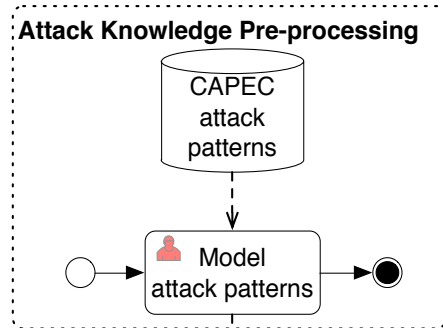 Attack Knowledge Pre-processing
CAPEC
attack
patterns
Model
attack patterns